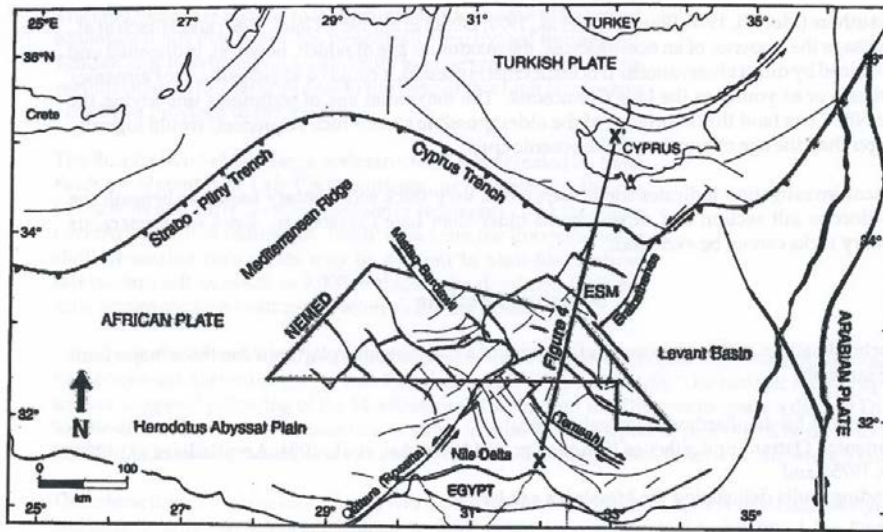 25°E 27° 29° 31° 33° 35°
TURKEY
36°N
TURKISH PLATE
Crete
CYPRUS
Cyprus Trench
Strabo - Pliny Trench
Mediterranean Ridge
34°
AFRICAN PLATE
NEMED
ESM
Figure 4
Levant Basin
ARABIAN PLATE
32°
32°
N
Herodotus Abyssal Plain
(Temsah)
Nile Delta
EGYPT
0 100
km
25° 27° 29° 31° 33° 35°